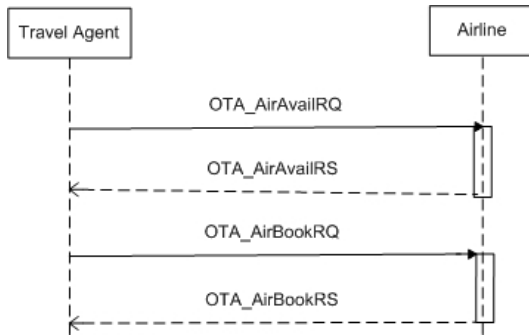 Travel Agent
Airline
OTA_AirAvailRQ
OTA_AirAvailRS
OTA_AirBookRQ
OTA_AirBookRS